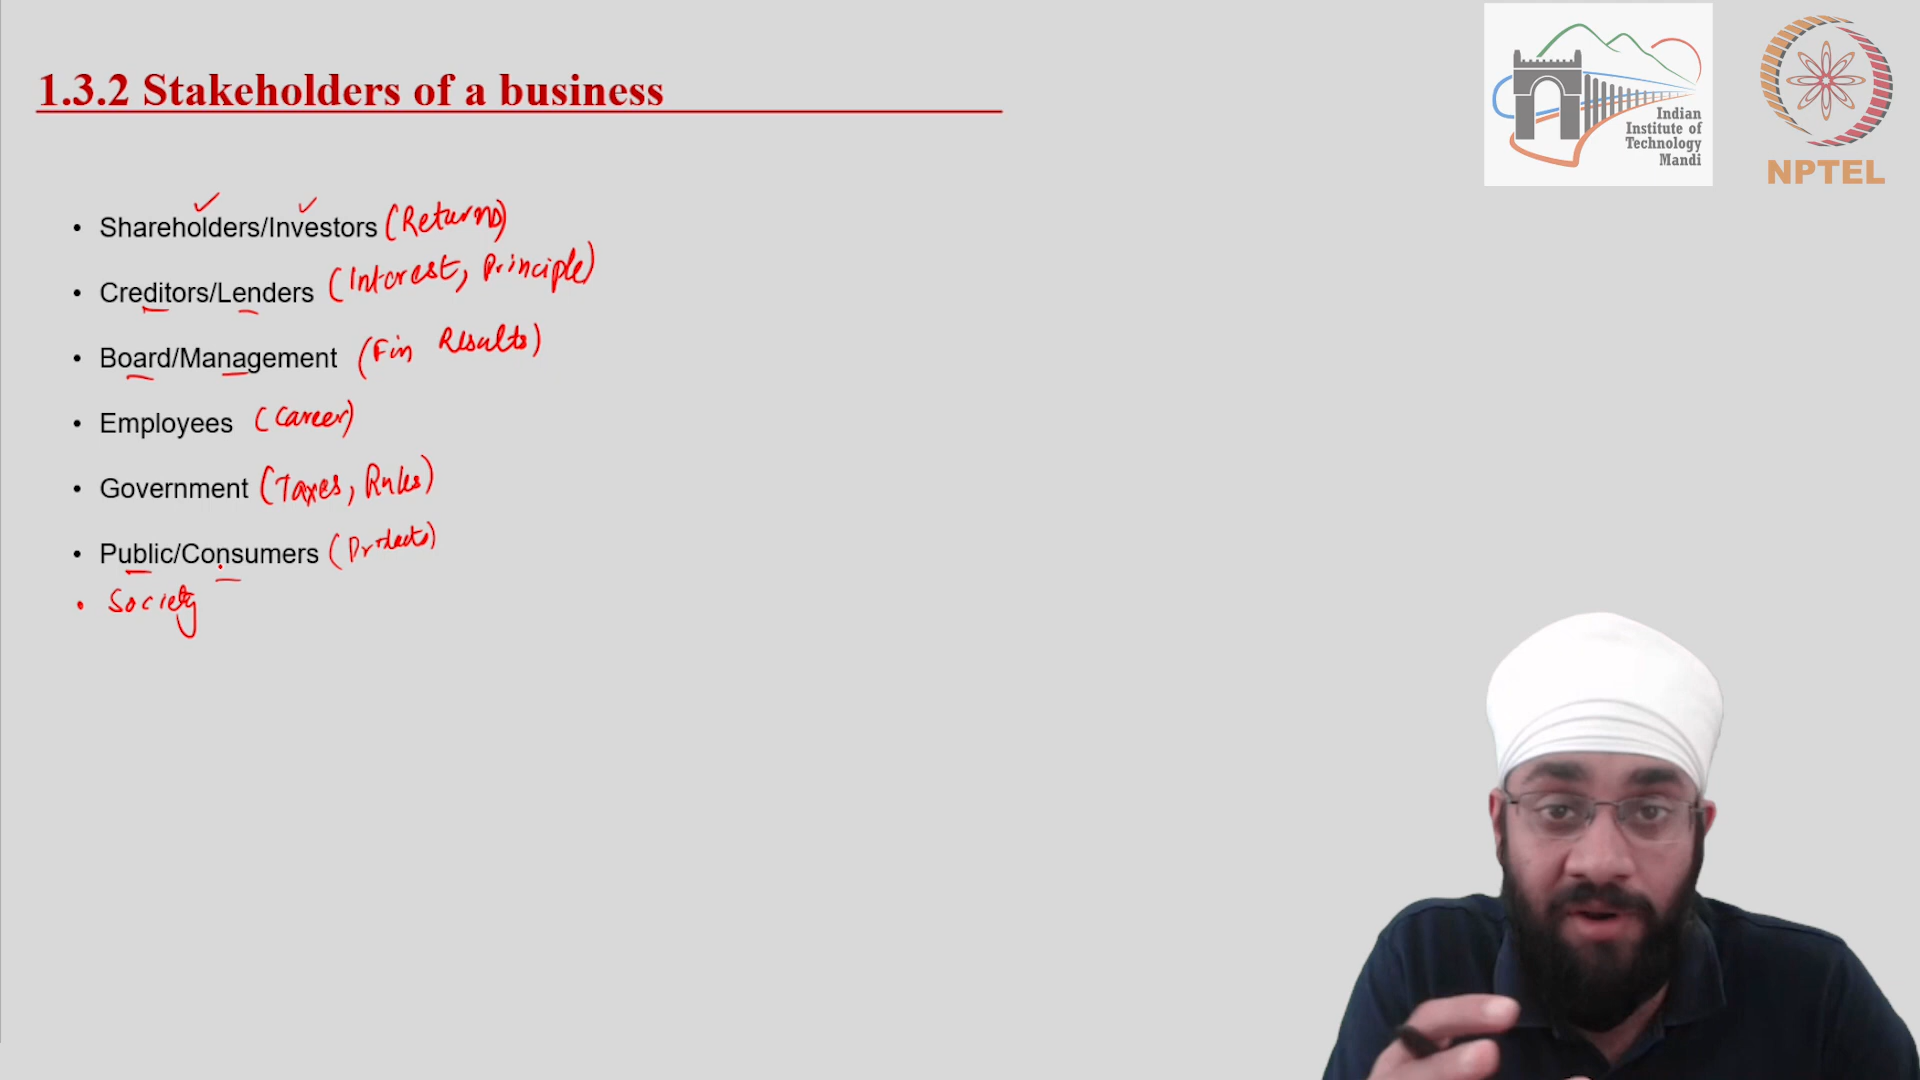 1.3.2 Stakeholders of a business
Indian
Institute of
Technology
Mandi
NPTEL
• Shareholders/Investors (Returns)
• Creditors/Lenders (Interest, Principle)
• Board/Management (Fin Results)
• Employees (Career)
• Government (Taxes, Rules)
• Public/Consumers (Products)
• Society